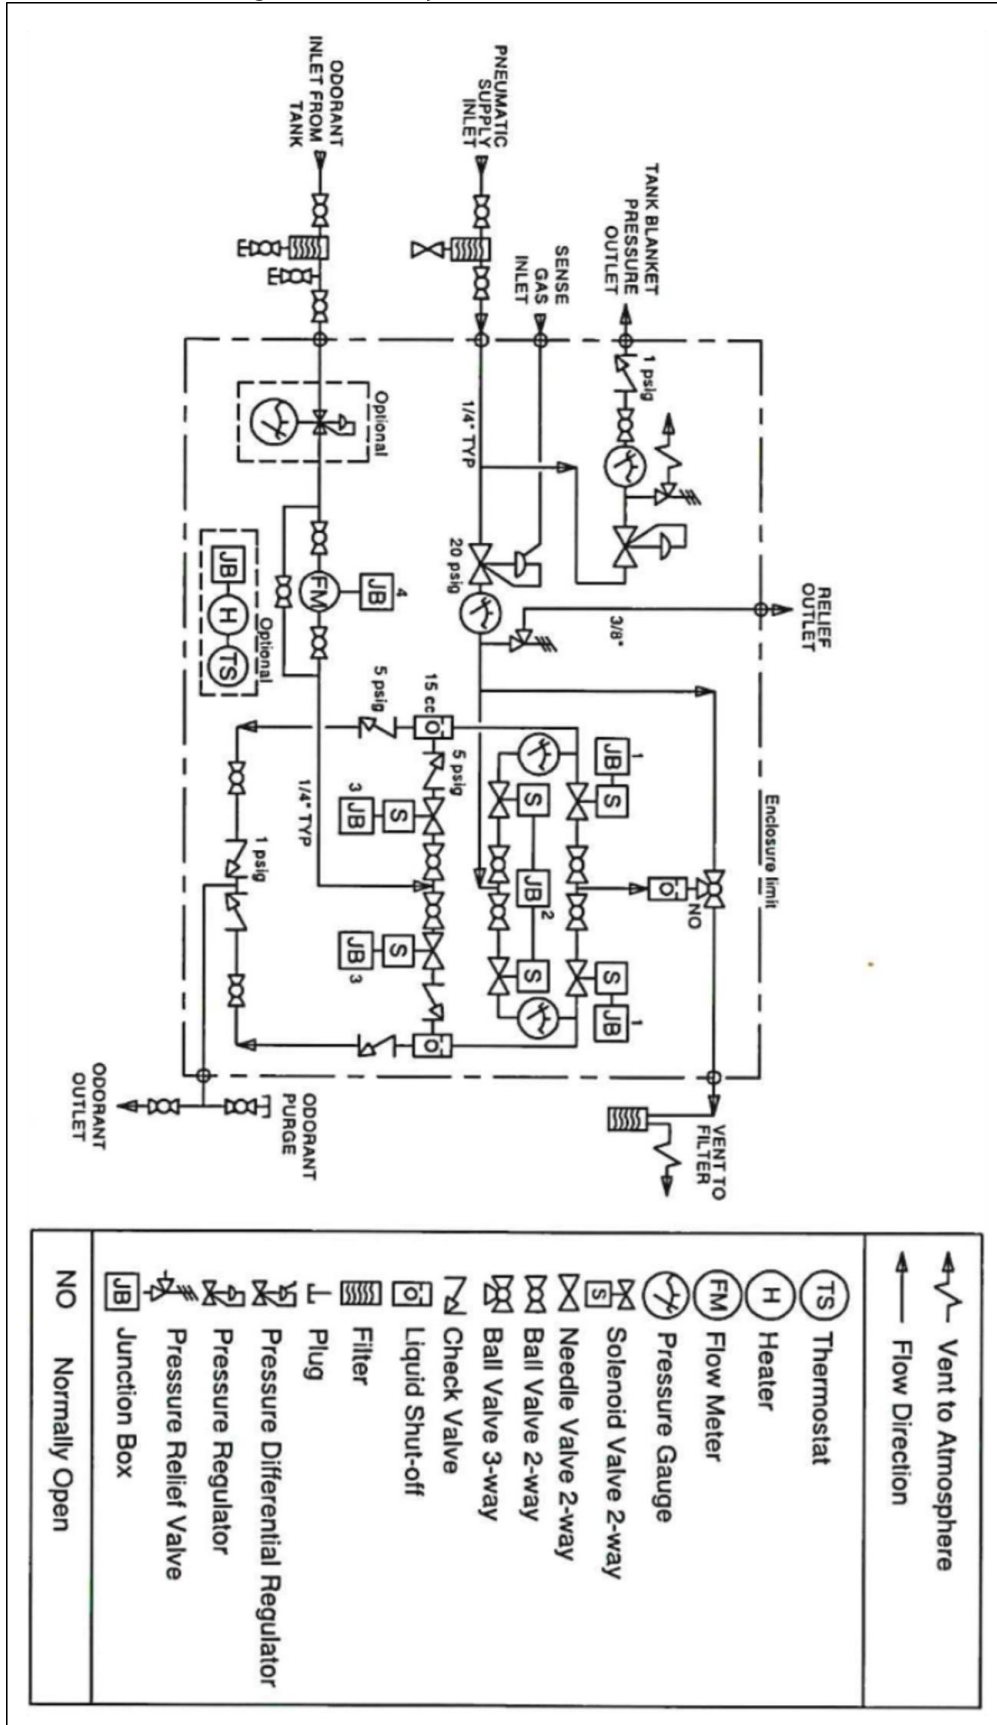 ODORANT
INLET FROM
TANK
PNEUMATIC
SUPPLY
INLET
TANK BLANKET
PRESSURE
OUTLET
SENSE
GAS
INLET
1 psig
Optional
1/4" TYP
20 psig
RELIEF
OUTLET
3/8"
JB
4
FM
JB
H
TS
Optional
15 cc
5 psig
5 psig
1
JB
S
S
3
JB
S
1/4" TYP
1 psig
JB
2
NO
Enclosure limit
S
JB
1
S
S
JB
3
ODORANT
OUTLET
ODORANT
PURGE
VENT TO
FILTER
Vent to Atmosphere
Flow Direction
TS Thermostat
H Heater
FM Flow Meter
Pressure Gauge
S Solenoid Valve 2-way
Needle Valve 2-way
Ball Valve 2-way
Ball Valve 3-way
Check Valve
Liquid Shut-off
Filter
Plug
Pressure Differential Regulator
Pressure Regulator
Pressure Relief Valve
JB Junction Box
NO Normally Open